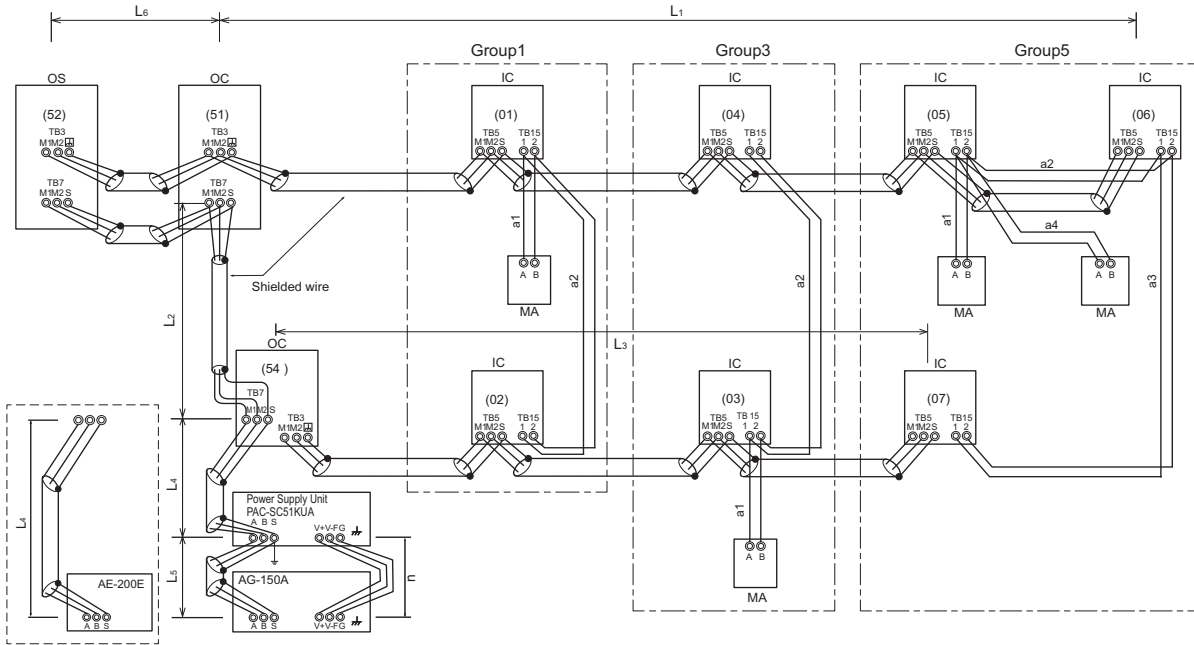 L6
L1
Group1
Group3
Group5
OS
OC
IC
IC
IC
IC
(52)
(51)
(01)
(04)
(05)
(06)
TB3
M1M2
TB3
M1M2
TB5
M1M2S
TB15
1 2
TB5
M1M2S
TB15
1 2
TB5
M1M2S
TB15
1 2
TB5
M1M2S
TB15
1 2
TB7
M1M2S
TB7
M1M2S
a2
a1
a1
a4
A B
MA
A B
MA
A B
MA
a2
a2
a3
Shielded wire
L2
L3
OC
IC
IC
IC
(54 )
(02)
(03)
(07)
TB7
M1M2S
TB3
M1M2
TB5
M1M2S
TB15
1 2
TB5
M1M2S
TB 15
1 2
TB5
M1M2S
TB15
1 2
L4
L4
Power Supply Unit
PAC-SC51KUA
A B S
V+V-FG
a1
A B
MA
L5
n
AE-200E
A B S
AG-150A
A B S
V+V-FG